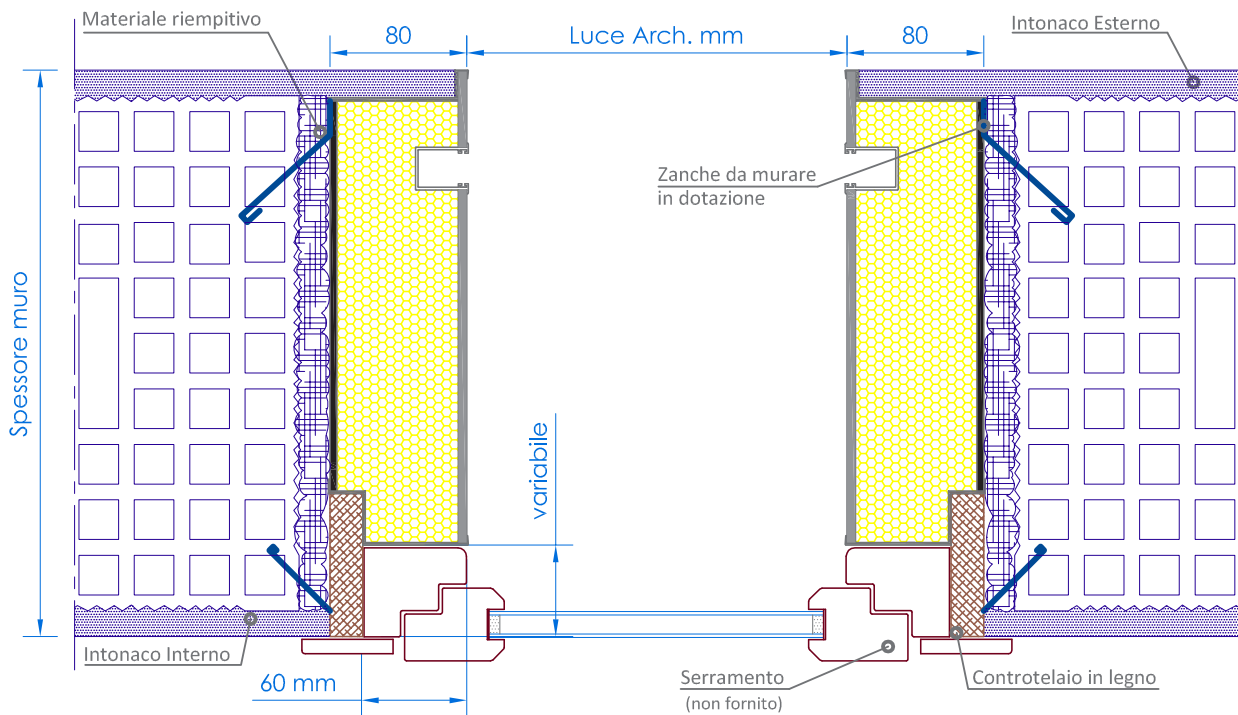 Materiale riempitivo
80
Luce Arch. mm
80
Intonaco Esterno
Zanche da murare
in dotazione
Spessore muro
variabile
Intonaco Interno
60 mm
Serramento
(non fornito)
Controtelaio in legno